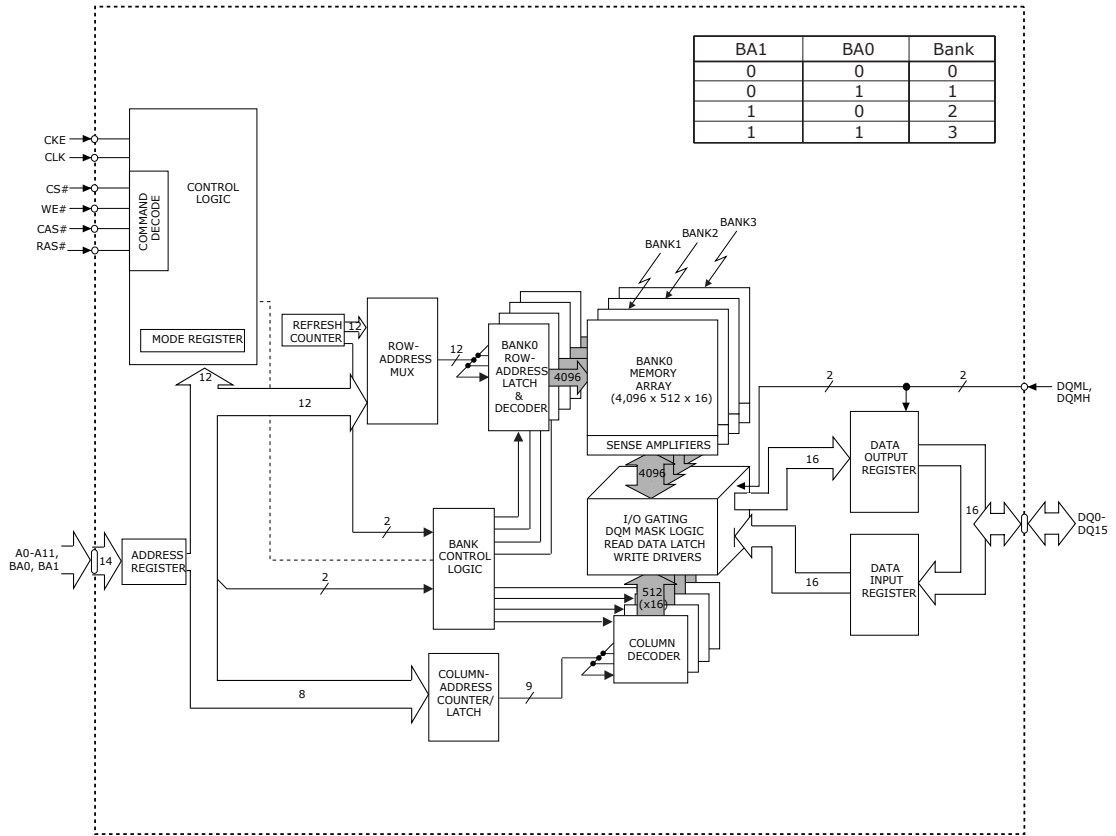 BA1 BA0 Bank
0 0 0
0 1 1
1 0 2
1 1 3
CKE
CLK
CS#
WE#
CAS#
RAS#
COMMAND
DECODE
CONTROL
LOGIC
MODE REGISTER
12
REFRESH
COUNTER
12
ROW-
ADDRESS
MUX
12
12
BANK0
ROW-
ADDRESS
LATCH
&
DECODER
4096
BANK1
BANK2
BANK3
BANK0
MEMORY
ARRAY
(4,096 x 512 x 16)
SENSE AMPLIFIERS
4096
I/O GATING
DQM MASK LOGIC
READ DATA LATCH
WRITE DRIVERS
2
2
DQML,
DQMH
16
DATA
OUTPUT
REGISTER
16
DQ0-
DQ15
16
DATA
INPUT
REGISTER
A0-A11,
BA0, BA1
14
ADDRESS
REGISTER
2
2
BANK
CONTROL
LOGIC
512
(x16)
COLUMN
DECODER
8
COLUMN-
ADDRESS
COUNTER/
LATCH
9